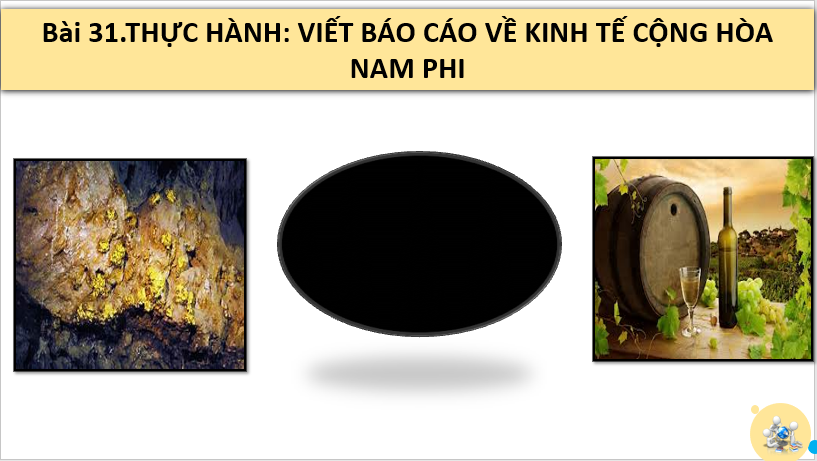 Bài 31.THỰC HÀNH: VIẾT BÁO CÁO VỀ KINH TẾ CỘNG HÒA
NAM PHI